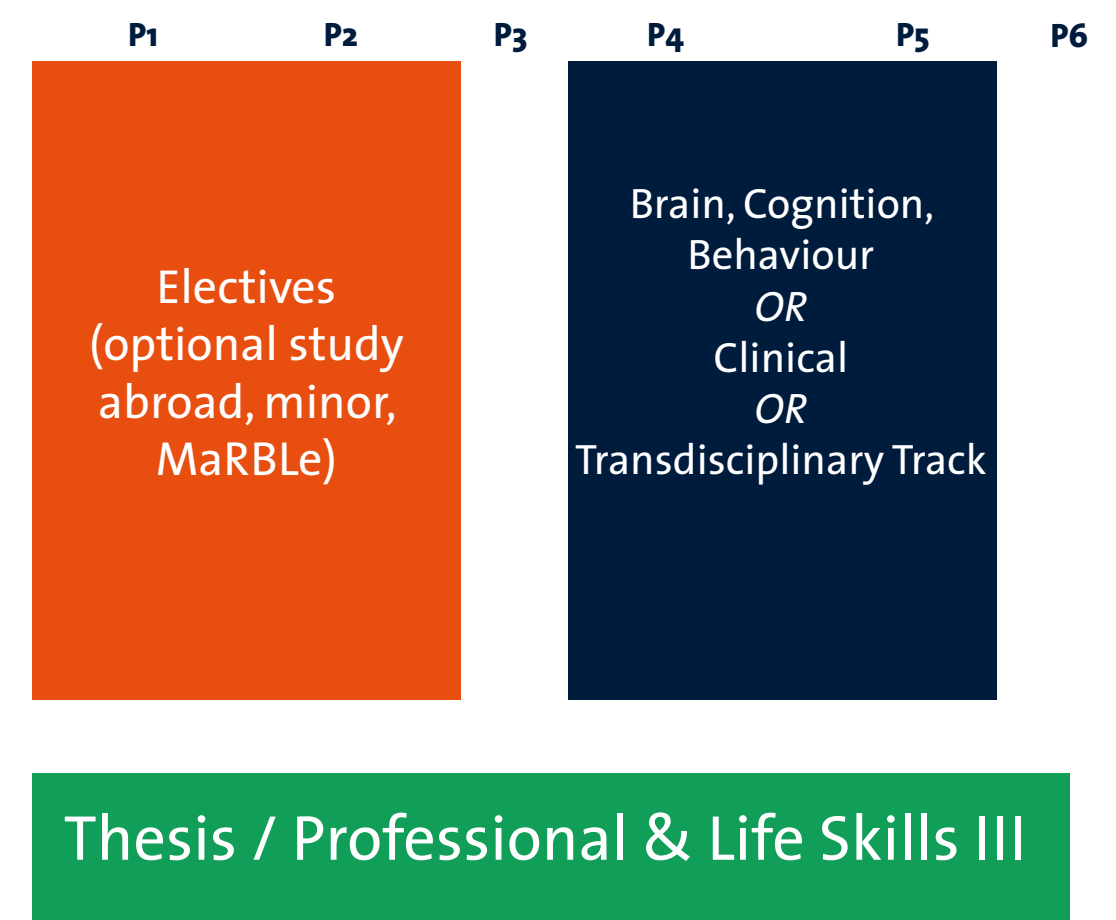 P1 P2 P3 P4 P5 P6
Electives
(optional study
abroad, minor,
MaRBLe)
Brain, Cognition,
Behaviour
OR
Clinical
OR
Transdisciplinary Track
Thesis / Professional & Life Skills III